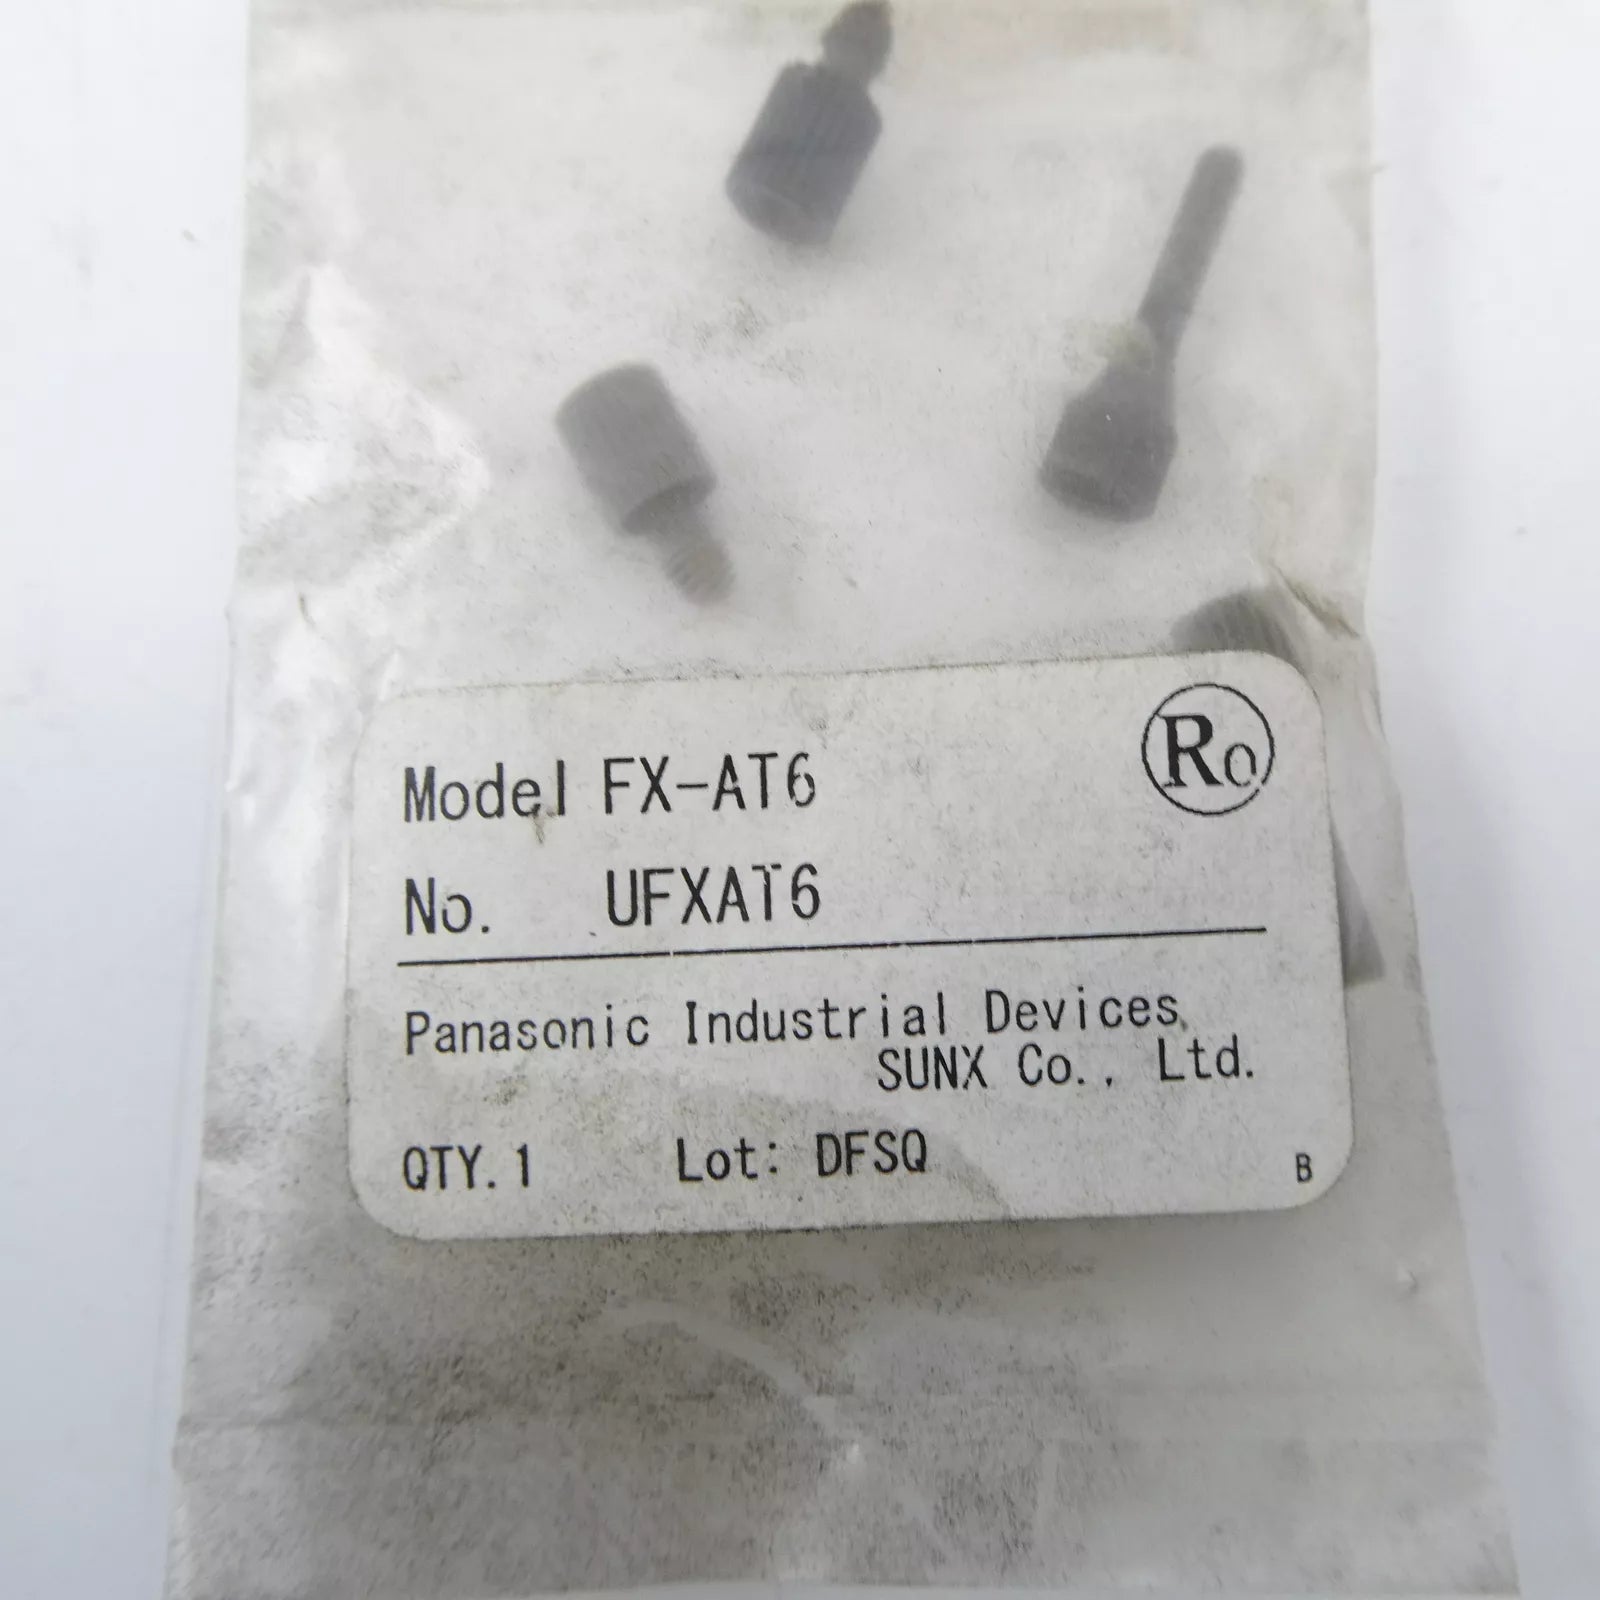 Ro
Model FX-AT6
No. UFXAT6
Panasonic Industrial Devices
SUNX Co., Ltd.
QTY. 1 Lot: DFSQ B